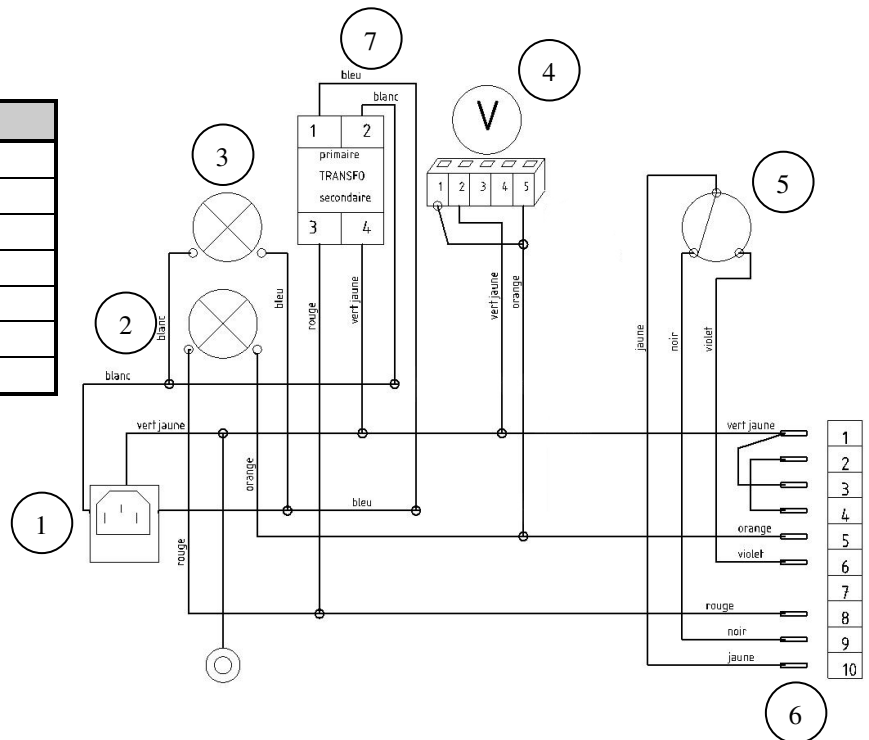 7
4
bleu
blanc
V
3
1 2
primaire
TRANSFO
secondaire
3 4
1 2 3 4 5
5
2
blanc
bleu
rouge
vert jaune
vert jaune
orange
jaune
noir
violet
blanc
vert jaune
vert jaune
1
2
3
4
5
6
7
8
9
10
orange
bleu
1
rouge
orange
violet
rouge
noir
jaune
6